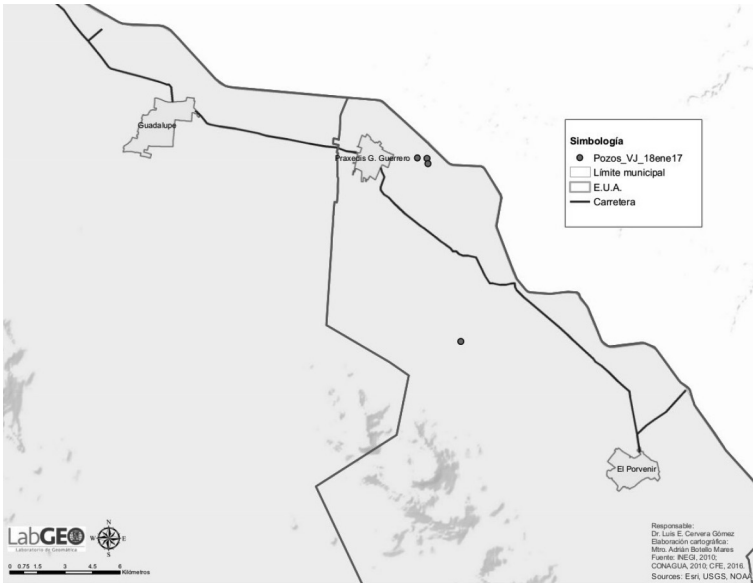 Guadalupe
Praxedis G. Guerrero
El Porvenir
Simbología
Pozos_VJ_18ene17
Límite municipal
E.U.A.
Carretera
LabGEO
Laboratorio de Geomática
N
W E
S
0 0.75 1.5 3 4.5 6
Kilómetros
Responsable:
Dr. Luis E. Cervera Gómez
Elaboración cartográfica:
Mtro. Adrián Botello Mares
Fuente: INEGI, 2010;
CONAGUA, 2010; CFE, 2016.
Sources: Esri, USGS, NOAA